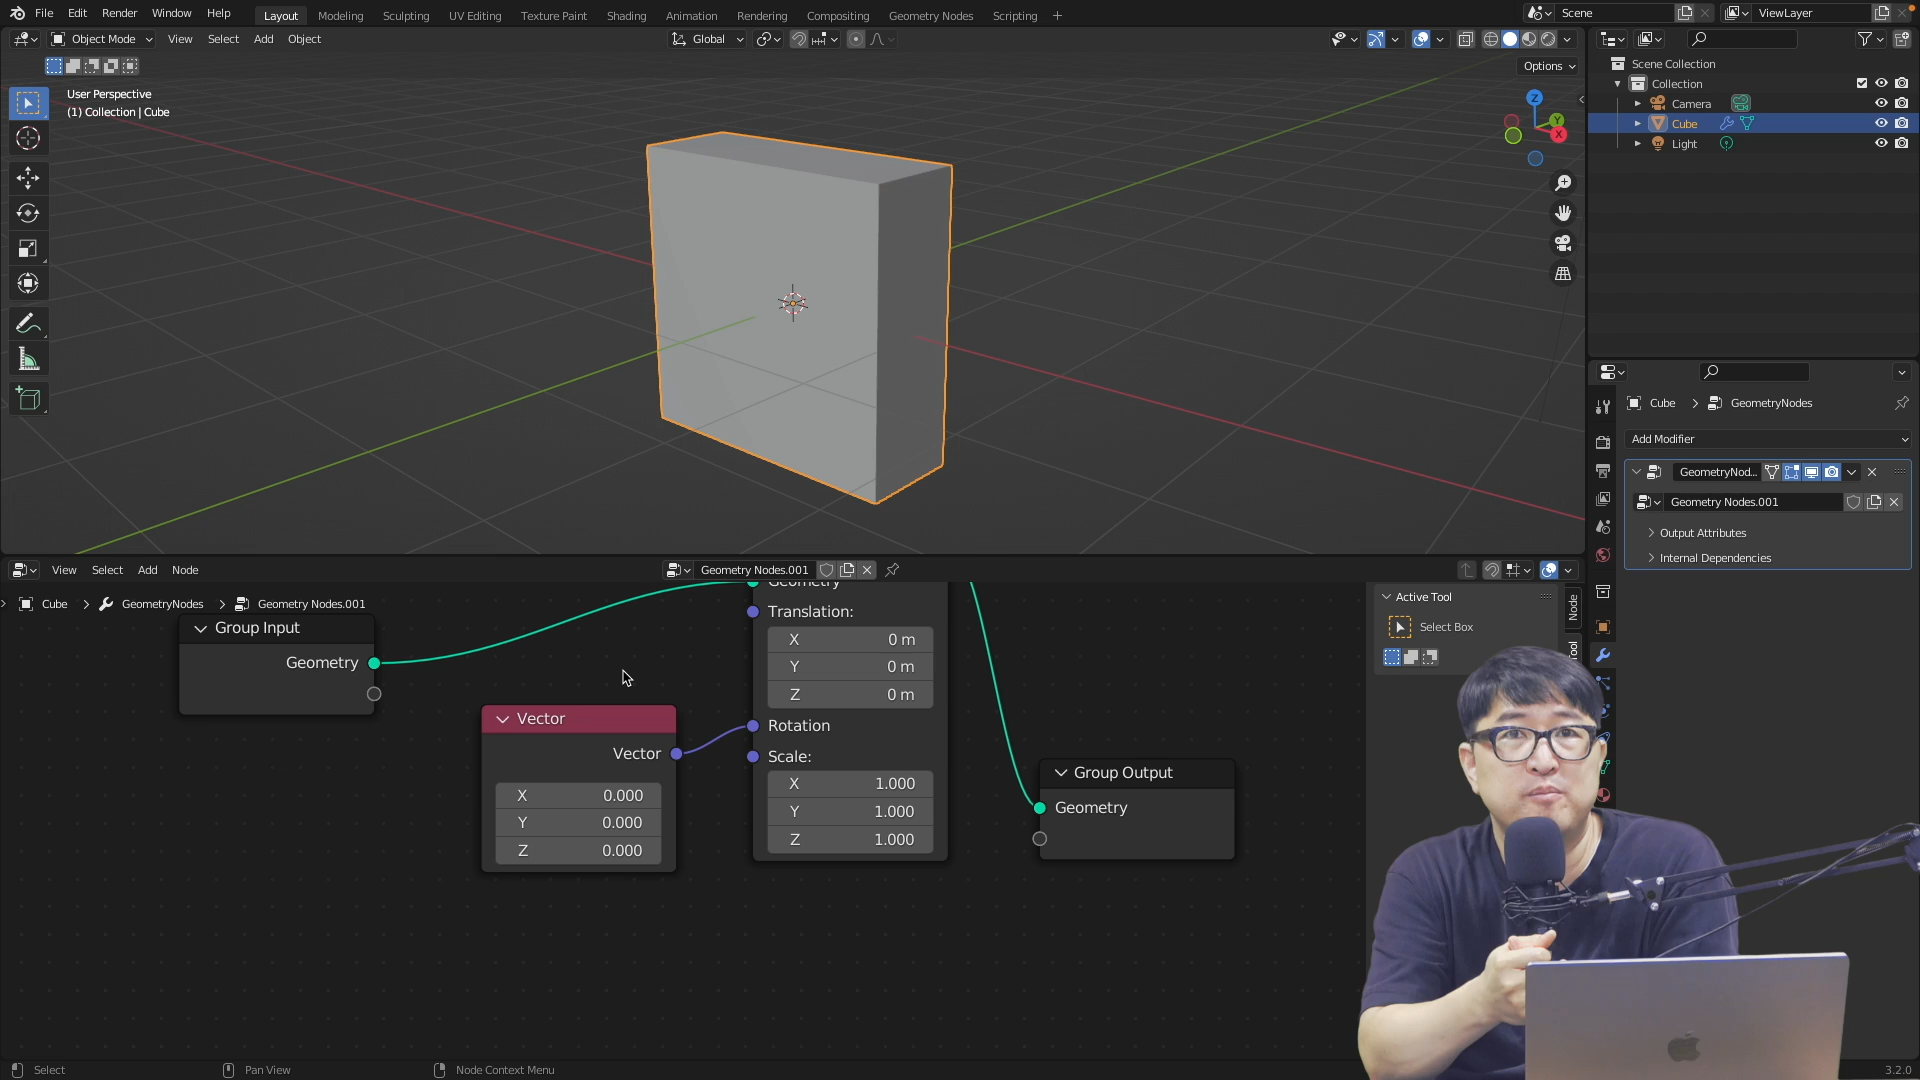 File Edit Render Window Help Layout Modeling Sculpting UV Editing Texture Paint Shading Animation Rendering Compositing Geometry Nodes Scripting + Scene ViewLayer
Object Mode View Select Add Object Global
Options
User Perspective
(1) Collection | Cube
Z
Y
X
Scene Collection
Collection
Camera
Cube
Light
Cube > GeometryNodes
Add Modifier
GeometryNod...
Geometry Nodes.001
Output Attributes
Internal Dependencies
View Select Add Node Geometry Nodes.001
Cube > GeometryNodes > Geometry Nodes.001
Group Input
Geometry
Vector
Vector
X 0.000
Y 0.000
Z 0.000
Geometry
Translation:
X 0 m
Y 0 m
Z 0 m
Rotation
Scale:
X 1.000
Y 1.000
Z 1.000
Group Output
Geometry
Active Tool
Select Box
Node
Tool
Select Pan View Node Context Menu 3.2.0